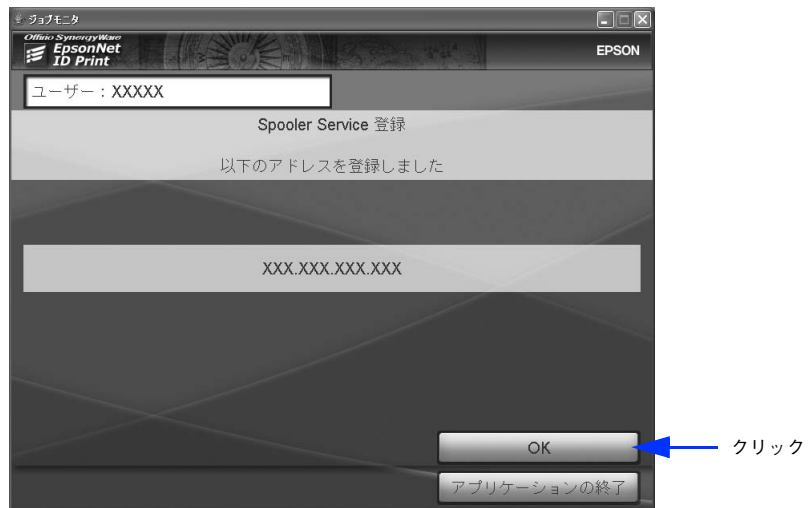 ジョブモニタ
Offirio SynergyWare
EpsonNet
ID Print
EPSON
ユーザー：XXXXX
Spooler Service 登録
以下のアドレスを登録しました
XXX.XXX.XXX.XXX
OK
クリック
アプリケーションの終了